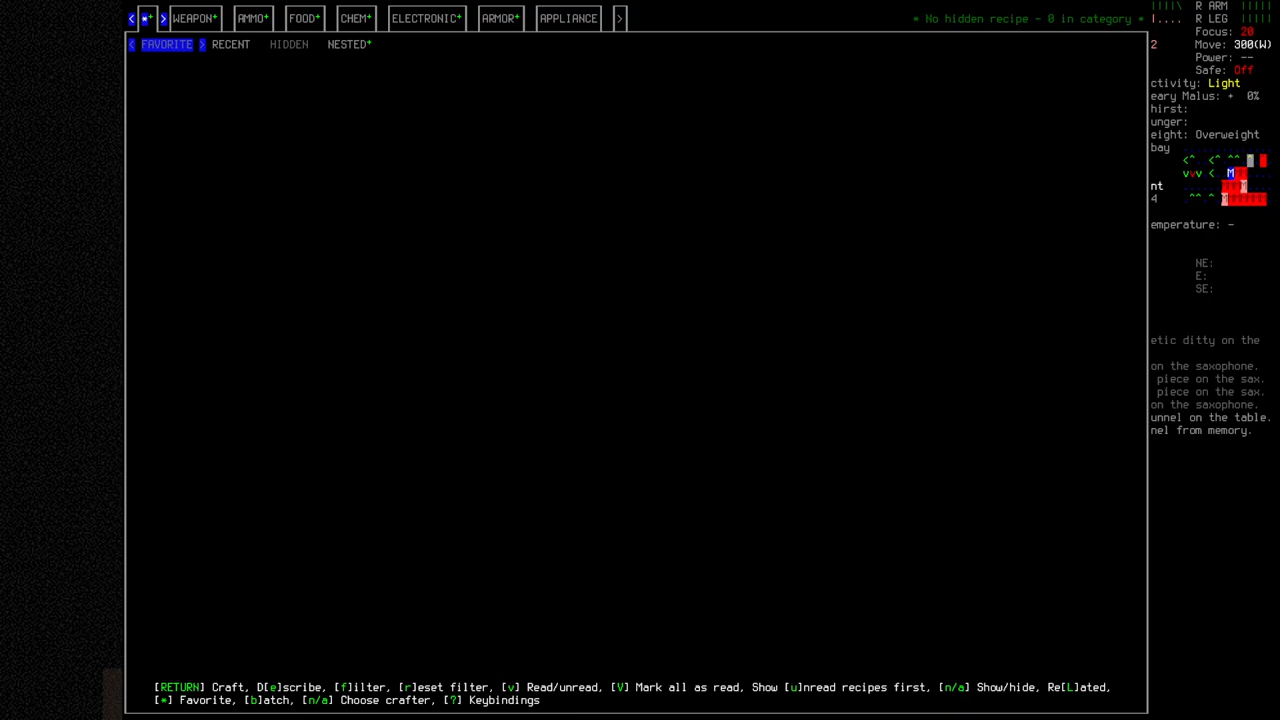 < *+ > WEAPON+ AMMO+ FOOD+ CHEM+ ELECTRONIC+ ARMOR+ APPLIANCE > * No hidden recipe - 0 in category *
< FAVORITE > RECENT HIDDEN NESTED+
||||\ R ARM |||||
|.... R LEG |||||
Focus: 20
2 Move: 300(W)
Power: --
Safe: Off
ctivity: Light
eary Malus: + 0%
hirst:
unger:
eight: Overweight
bay
<^ <^ ^^
vvv < M
nt
4 ^^ ^ M
emperature: -
NE:
E:
SE:
etic ditty on the
on the saxophone.
piece on the sax.
piece on the sax.
on the saxophone.
unnel on the table.
nel from memory.
[RETURN] Craft, D[e]scribe, [f]ilter, [r]eset filter, [v] Read/unread, [V] Mark all as read, Show [u]nread recipes first, [n/a] Show/hide, Re[L]ated,
[*] Favorite, [b]atch, [n/a] Choose crafter, [?] Keybindings